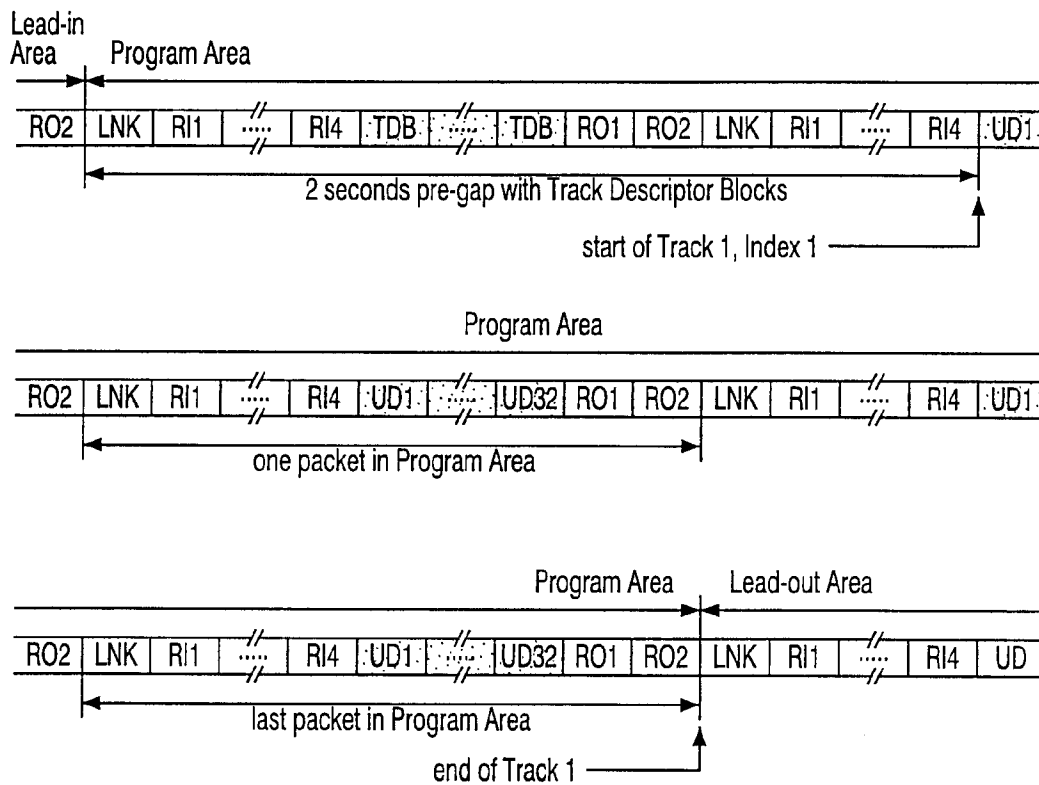 Lead-in
Area Program Area
RO2 LNK RI1 ..... RI4 TDB ..... TDB RO1 RO2 LNK RI1 ..... RI4 UD1
2 seconds pre-gap with Track Descriptor Blocks
start of Track 1, Index 1
Program Area
RO2 LNK RI1 ..... RI4 UD1 ..... UD32 RO1 RO2 LNK RI1 ..... RI4 UD1
one packet in Program Area
Program Area Lead-out Area
RO2 LNK RI1 ..... RI4 UD1 ..... UD32 RO1 RO2 LNK RI1 ..... RI4 UD
last packet in Program Area
end of Track 1